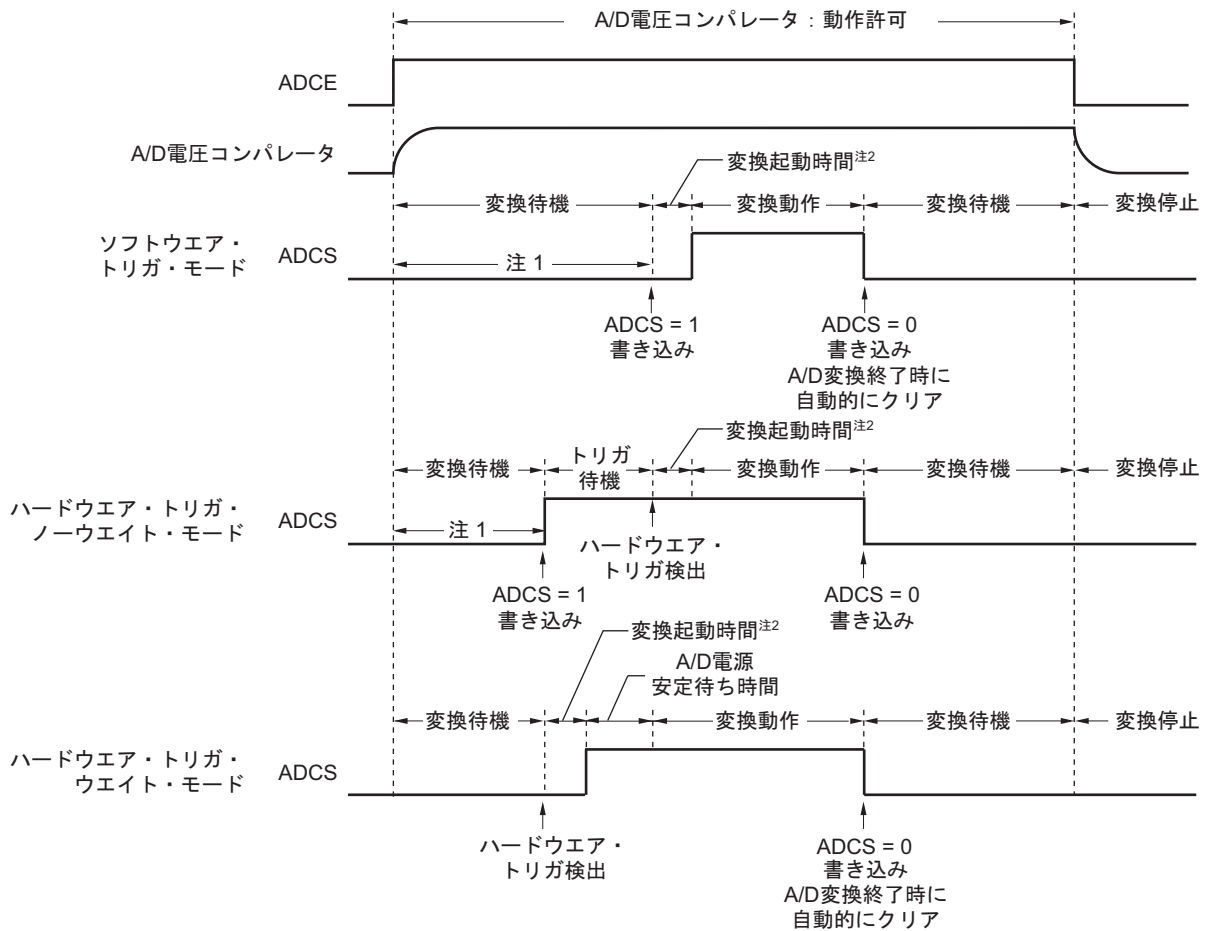 A/D電圧コンパレータ：動作許可
ADCE
A/D電圧コンパレータ
変換起動時間注2
変換待機
変換動作
変換待機
変換停止
ソフトウエア・
トリガ・モード
ADCS
注 1
ADCS = 1
書き込み
ADCS = 0
書き込み
A/D変換終了時に
自動的にクリア
変換起動時間注2
変換待機
トリガ
待機
変換動作
変換待機
変換停止
ハードウエア・トリガ・
ノーウエイト・モード
ADCS
注 1
ハードウエア・
トリガ検出
ADCS = 1
書き込み
ADCS = 0
書き込み
変換起動時間注2
A/D電源
安定待ち時間
変換待機
変換動作
変換待機
変換停止
ハードウエア・トリガ・
ウエイト・モード
ADCS
ハードウエア・
トリガ検出
ADCS = 0
書き込み
A/D変換終了時に
自動的にクリア